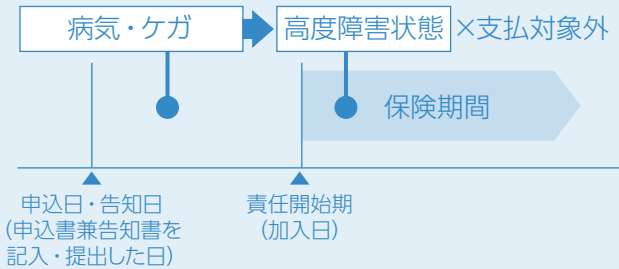 病気・ケガ
高度障害状態
×支払対象外
保険期間
申込日・告知日
(申込書兼告知書を
記入・提出した日)
責任開始期
(加入日)